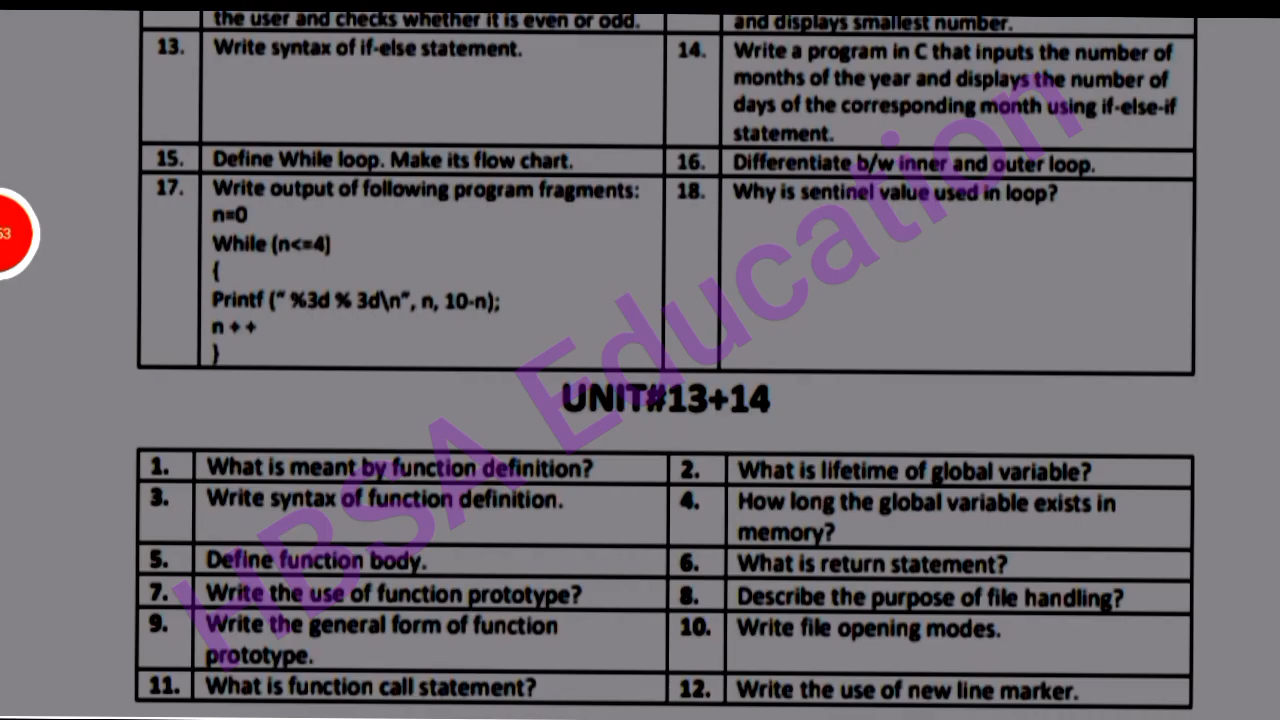 the user and checks whether it is even or odd.
and displays smallest number.
13. Write syntax of if-else statement.
14. Write a program in C that inputs the number of
months of the year and displays the number of
days of the corresponding month using if-else-if
statement.
15. Define While loop. Make its flow chart.
16. Differentiate b/w inner and outer loop.
17. Write output of following program fragments:
n=0
While (n<=4]
{
Printf (" %3d % 3d\n", n, 10-n);
n + +
}
18. Why is sentinel value used in loop?
53
UNIT#13+14
1. What is meant by function definition?
2. What is lifetime of global variable?
3. Write syntax of function definition.
4. How long the global variable exists in
memory?
5. Define function body.
6. What is return statement?
7. Write the use of function prototype?
8. Describe the purpose of file handling?
9. Write the general form of function
prototype.
10. Write file opening modes.
11. What is function call statement?
12. Write the use of new line marker.
HBSA Education